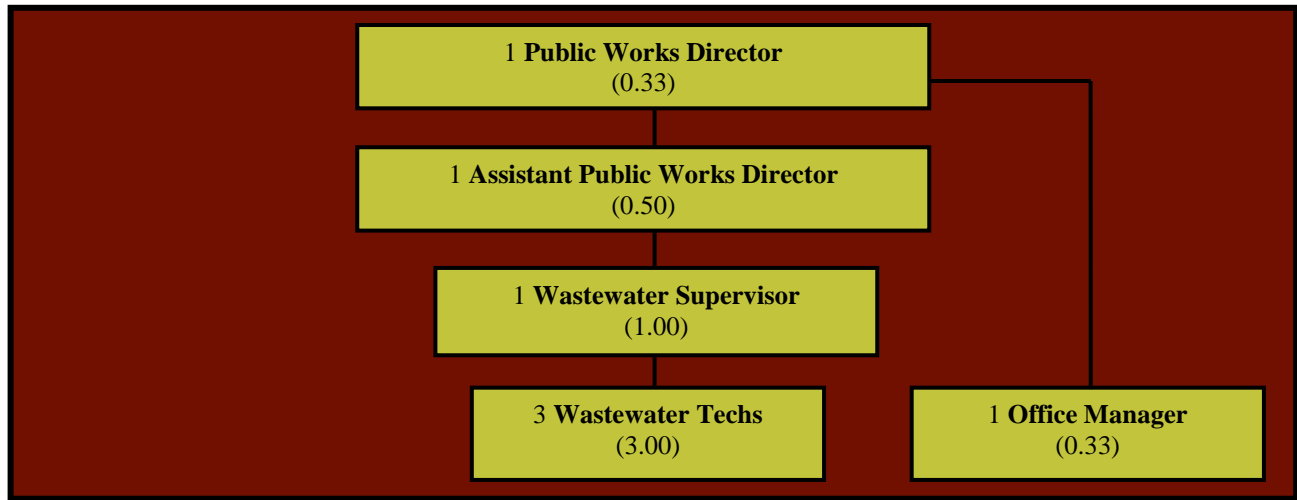 1 Public Works Director
(0.33)
1 Assistant Public Works Director
(0.50)
1 Wastewater Supervisor
(1.00)
3 Wastewater Techs
(3.00)
1 Office Manager
(0.33)